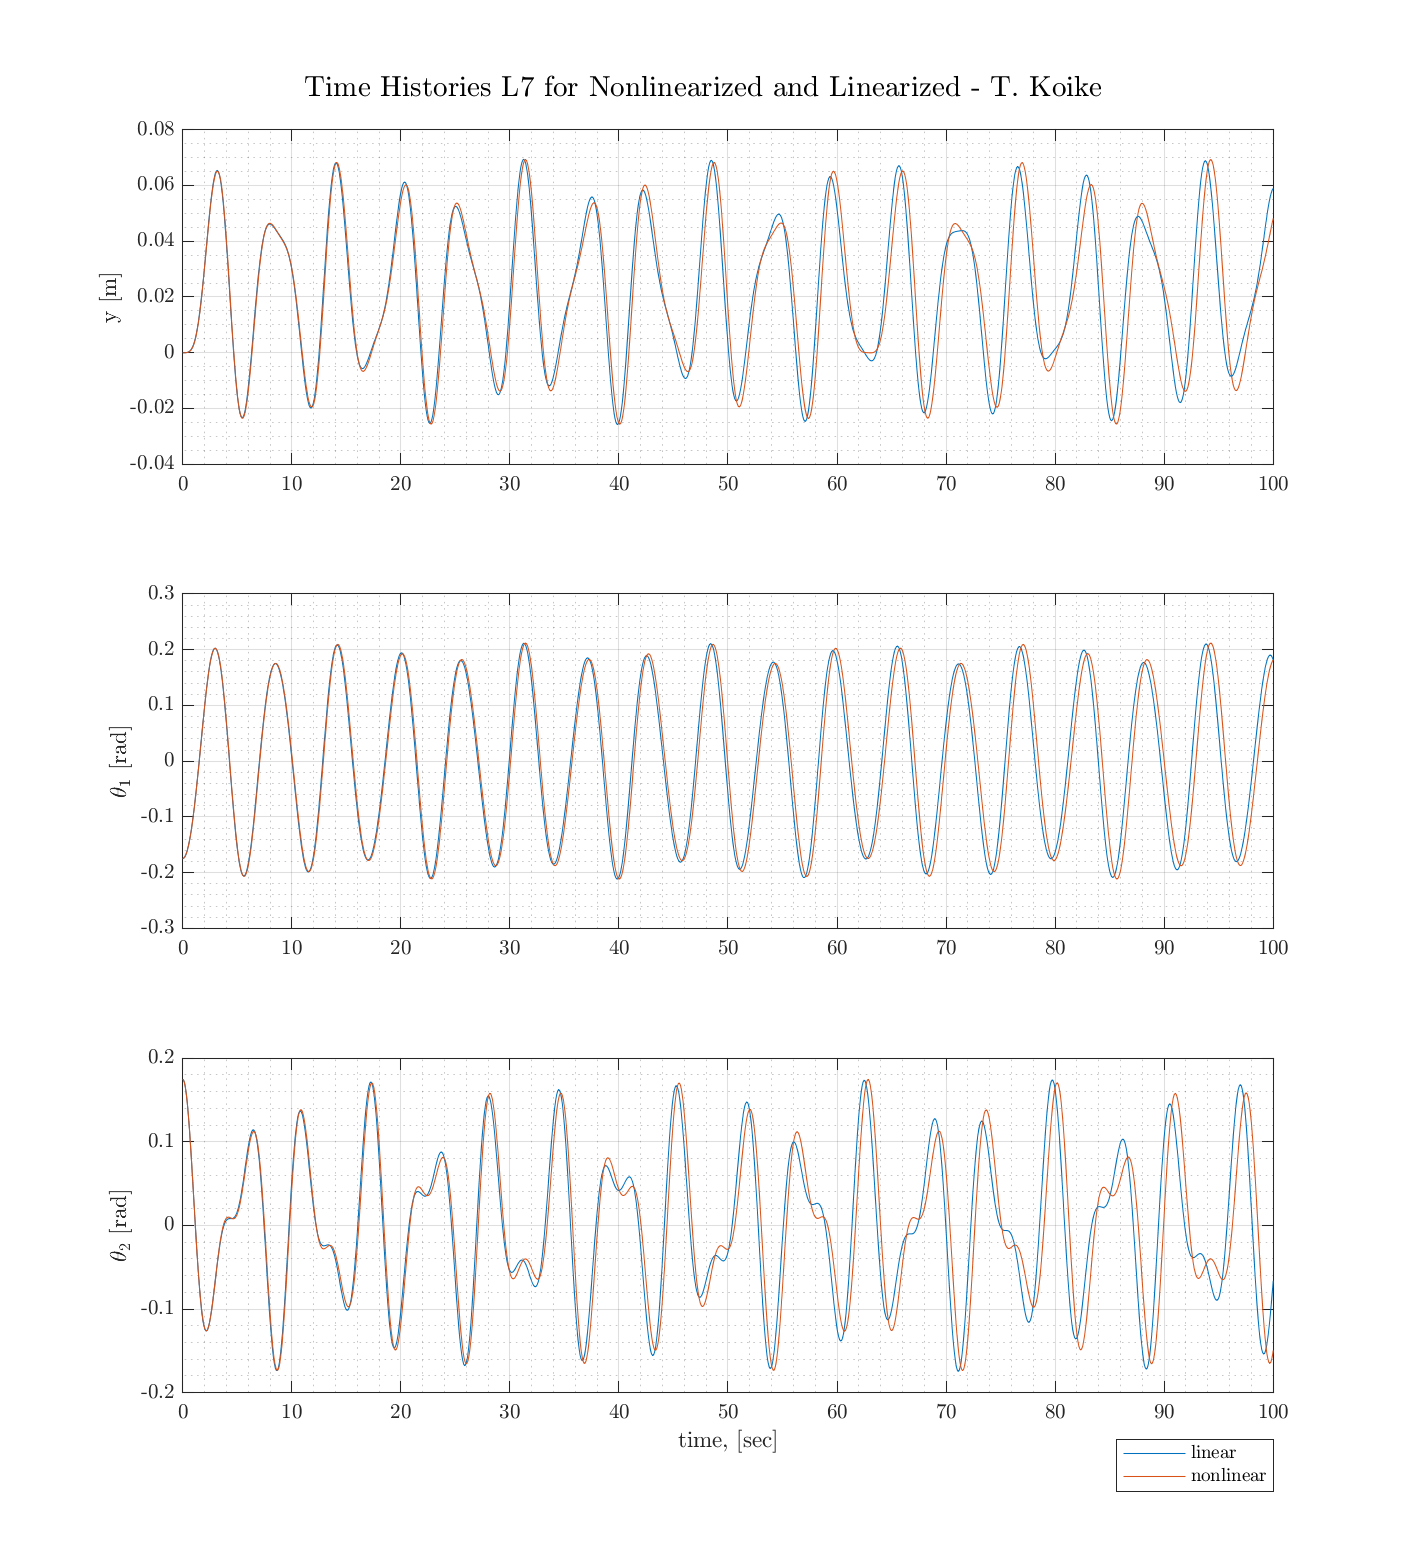 Time Histories L7 for Nonlinearized and Linearized - T. Koike
0.08
0.06
0.04
0.02
0
-0.02
-0.04
y [m]
0 10 20 30 40 50 60 70 80 90 100
0.3
0.2
0.1
0
-0.1
-0.2
-0.3
θ₁ [rad]
0 10 20 30 40 50 60 70 80 90 100
0.2
0.1
0
-0.1
-0.2
θ₂ [rad]
0 10 20 30 40 50 60 70 80 90 100
time, [sec]
linear
nonlinear